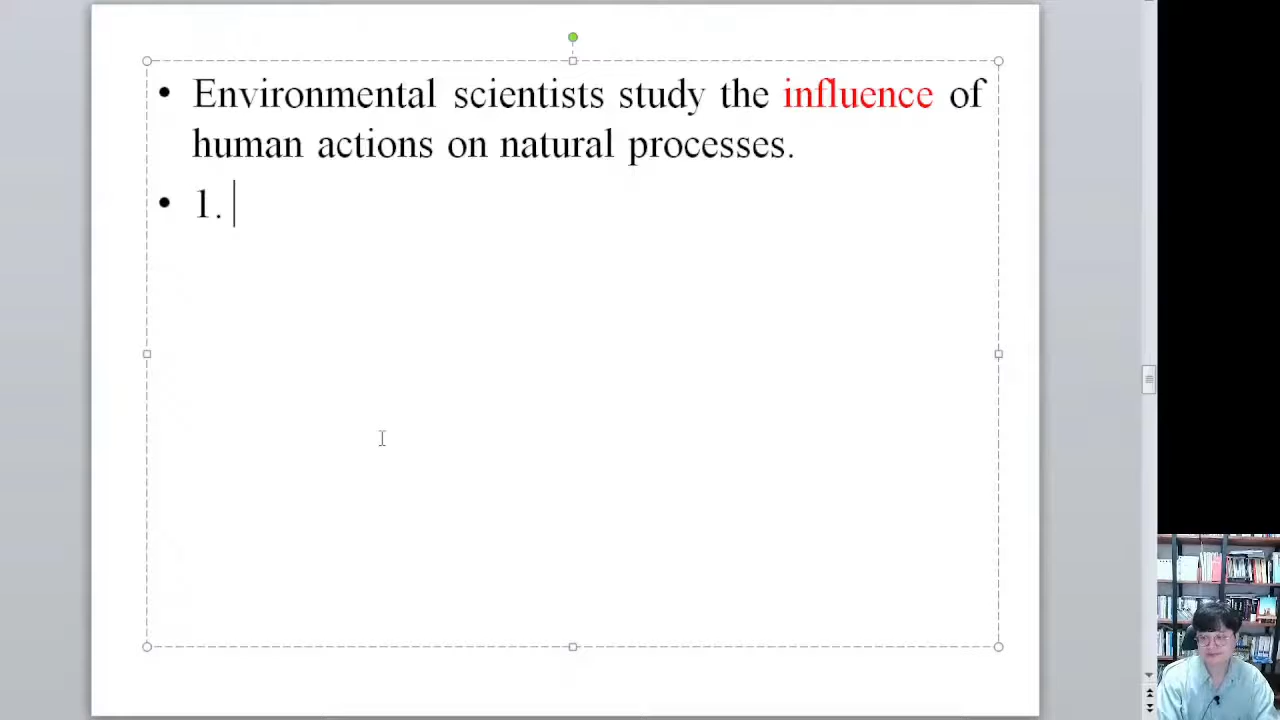 • Environmental scientists study the influence of
human actions on natural processes.
• 1.